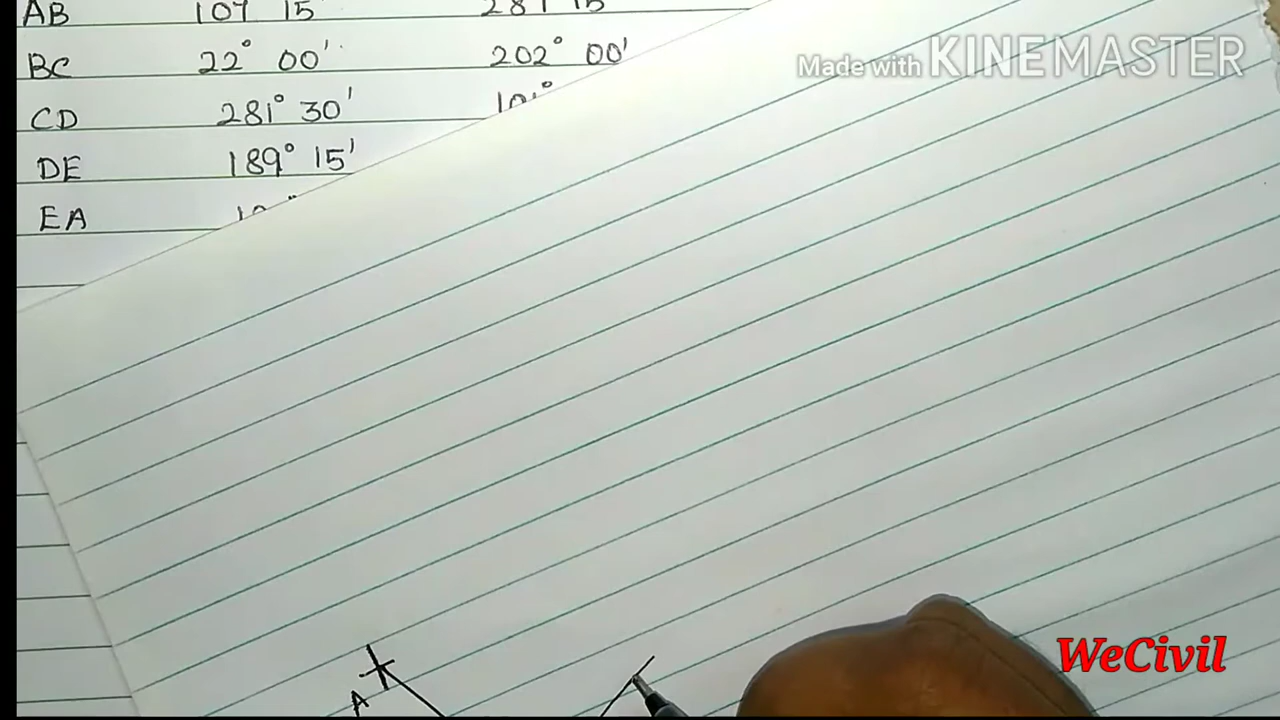 AB 107 15' 281 15
BC 22° 00' 202° 00'
CD 281° 30' 101°
DE 189° 15'
EA
A
Made with KINEMASTER
WeCivil